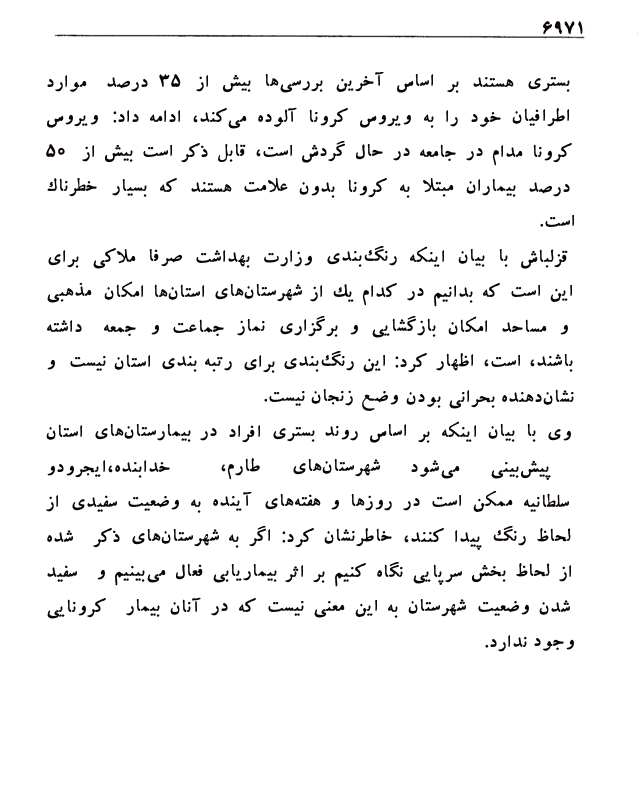 ۶۹۷۱
بستری هستند بر اساس آخرین بررسی‌ها بیش از ۳۵ درصد موارد
اطرافیان خود را به ویروس کرونا آلوده می‌کند، ادامه داد: ویروس
کرونا مدام در جامعه در حال گردش است، قابل ذکر است بیش از ۵۰
درصد بیماران مبتلا به کرونا بدون علامت هستند که بسیار خطرناک
است.
قزلباش با بیان اینکه رنگ‌بندی وزارت بهداشت صرفا ملاکی برای
این است که بدانیم در کدام یک از شهرستان‌های استان‌ها امکان مذهبی
و مساحد امکان بازگشایی و برگزاری نماز جماعت و جمعه داشته
باشند، است، اظهار کرد: این رنگ‌بندی برای رتبه بندی استان نیست و
نشان‌دهنده بحرانی بودن وضع زنجان نیست.
وی با بیان اینکه بر اساس روند بستری افراد در بیمارستان‌های استان
پیش‌بینی می‌شود شهرستان‌های طارم، خدابنده،ایجرودو
سلطانیه ممکن است در روزها و هفته‌های آینده به وضعیت سفیدی از
لحاظ رنگ پیدا کنند، خاطرنشان کرد: اگر به شهرستان‌های ذکر شده
از لحاظ بخش سرپایی نگاه کنیم بر اثر بیماریابی فعال می‌بینیم و سفید
شدن وضعیت شهرستان به این معنی نیست که در آنان بیمار کرونایی
وجود ندارد.